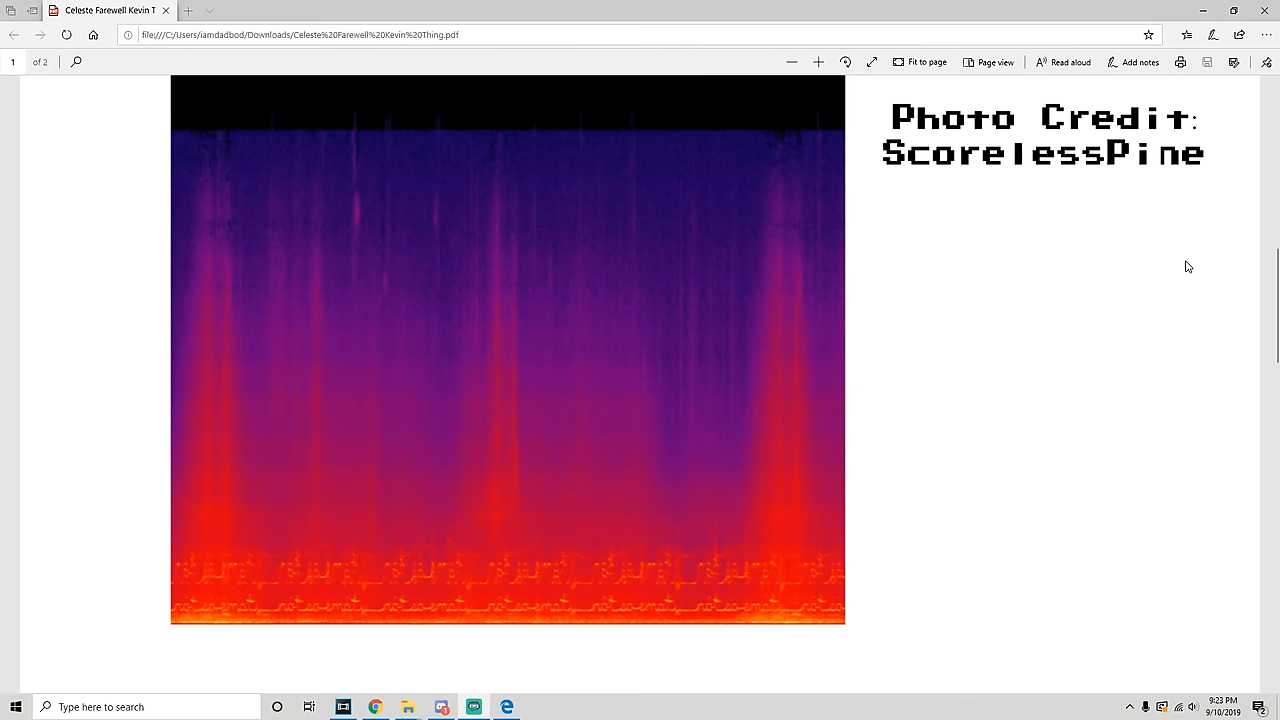 Celeste Farewell Kevin T
file:///C:/Users/iamdadbod/Downloads/Celeste%20Farewell%20Kevin%20Thing.pdf
1 of 2
Fit to page
Page view
Read aloud
Add notes
Photo Credit:
ScorelessPine
Type here to search
9:23 PM
9/10/2019